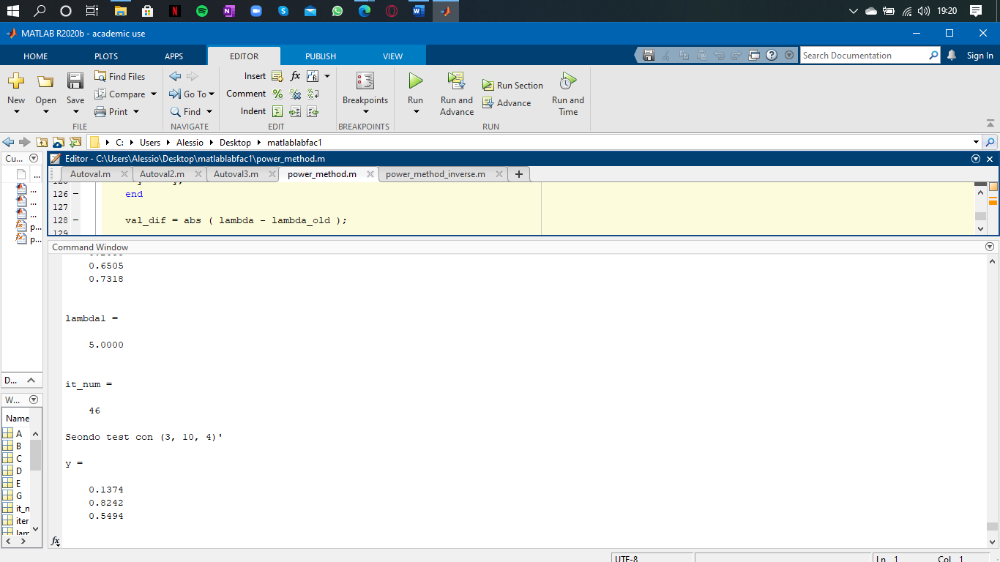 19:20
MATLAB R2020b - academic use
HOME PLOTS APPS EDITOR PUBLISH VIEW
Search Documentation
Sign In
New
Open
Save
Find Files
Compare
Print
FILE
Go To
Find
NAVIGATE
Insert
Comment
Indent
EDIT
Breakpoints
BREAKPOINTS
Run
Run and
Advance
Run Section
Advance
Run and
Time
RUN
C: Users Alessio Desktop matlablabfac1
Cu...
Editor - C:\Users\Alessio\Desktop\matlablabfac1\power_method.m
Autoval.m Autoval2.m Autoval3.m power_method.m power_method_inverse.m
126 end
127
128 val_dif = abs ( lambda - lambda_old );
129
...
...
...
...
p...
p...
D...
W...
Name
A
B
C
D
E
G
it_n
iter
lam
Command Window
0.6505
0.7318
lambda1 =
5.0000
it_num =
46
Seondo test con (3, 10, 4)'
y =
0.1374
0.8242
0.5494
fx
UTF-8
Ln 1 Col 1